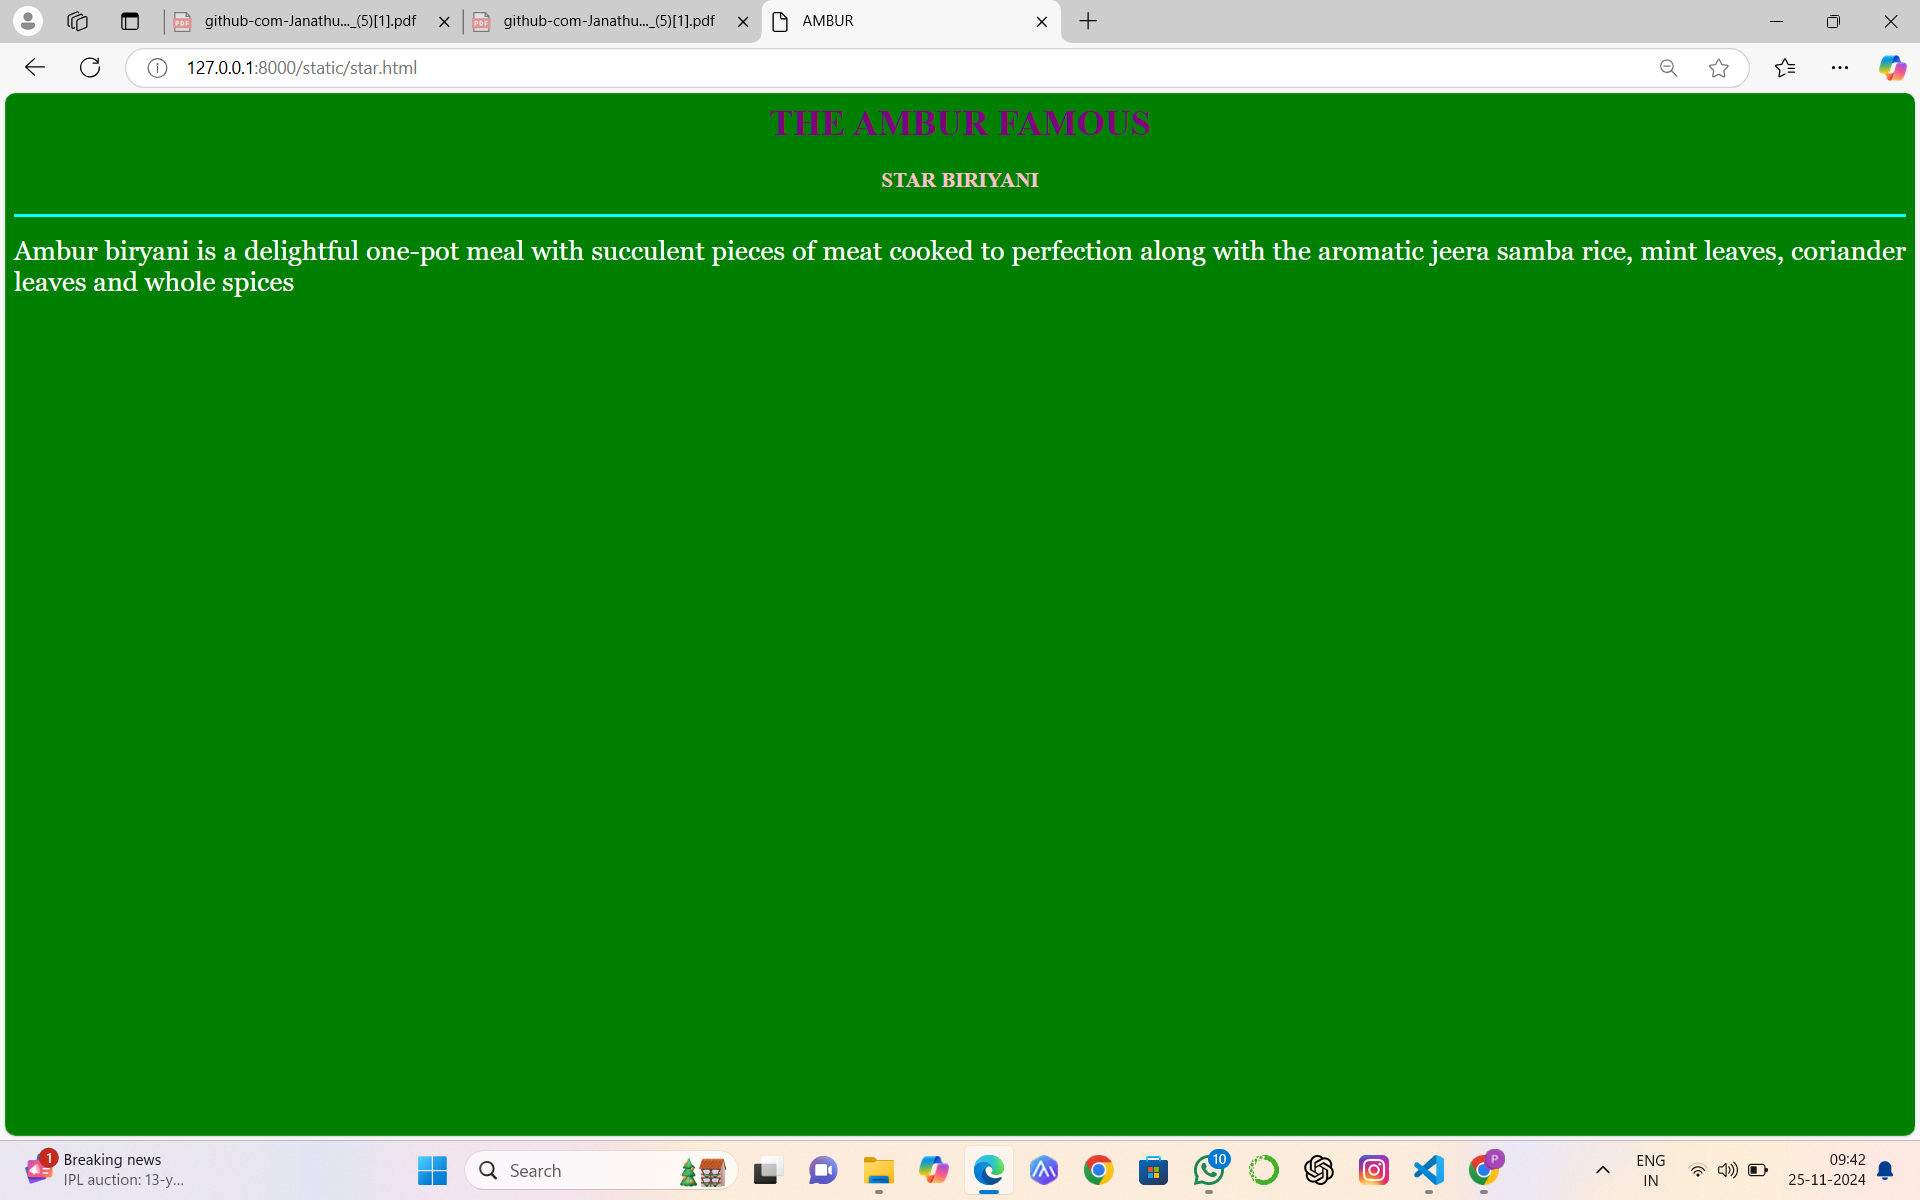 github-com-Janathu..._(5)[1].pdf
github-com-Janathu..._(5)[1].pdf
AMBUR
127.0.0.1:8000/static/star.html
THE AMBUR FAMOUS
STAR BIRIYANI
Ambur biryani is a delightful one-pot meal with succulent pieces of meat cooked to perfection along with the aromatic jeera samba rice, mint leaves, coriander
leaves and whole spices
1
Breaking news
IPL auction: 13-y...
Search
10
P
ENG
IN
09:42
25-11-2024